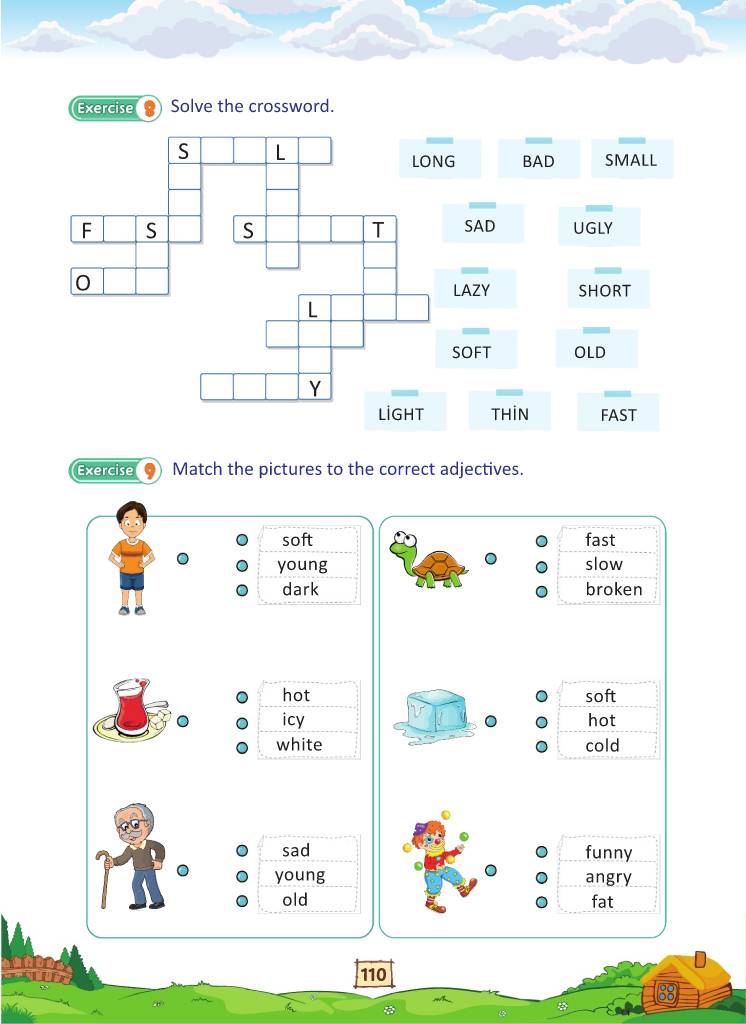 Exercise 8 Solve the crossword.
S L
F S S T
O
L
Y
LONG BAD SMALL
SAD UGLY
LAZY SHORT
SOFT OLD
LİGHT THİN FAST
Exercise 9 Match the pictures to the correct adjectives.
soft
young
dark
fast
slow
broken
hot
icy
white
soft
hot
cold
sad
young
old
funny
angry
fat
110